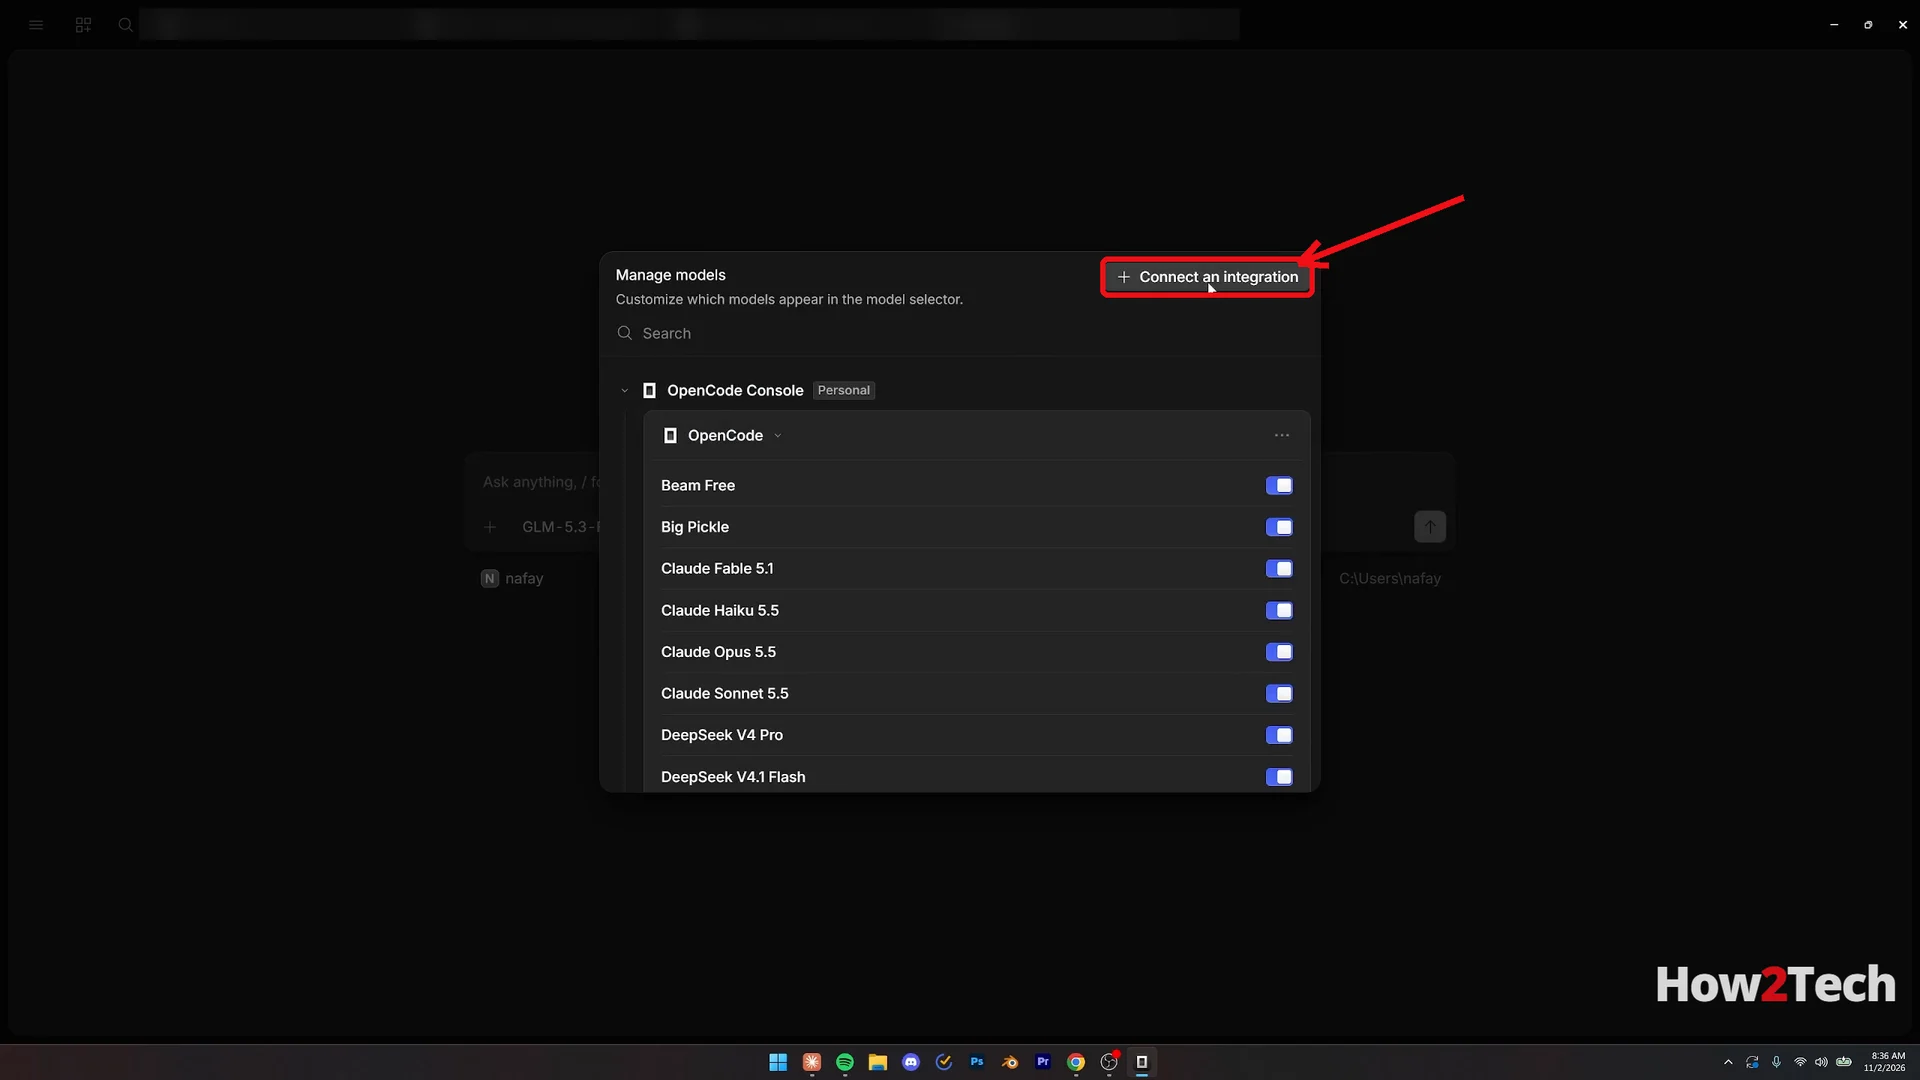 Manage models
+ Connect an integration
Customize which models appear in the model selector.
Search
OpenCode Console Personal
OpenCode
Ask anything, / fo
Beam Free
Big Pickle
GLM-5.3-F
Claude Fable 5.1
N nafay
C:\Users\nafay
Claude Haiku 5.5
Claude Opus 5.5
Claude Sonnet 5.5
DeepSeek V4 Pro
DeepSeek V4.1 Flash
How2Tech
Ps
Pr
8:36 AM
11/2/2026